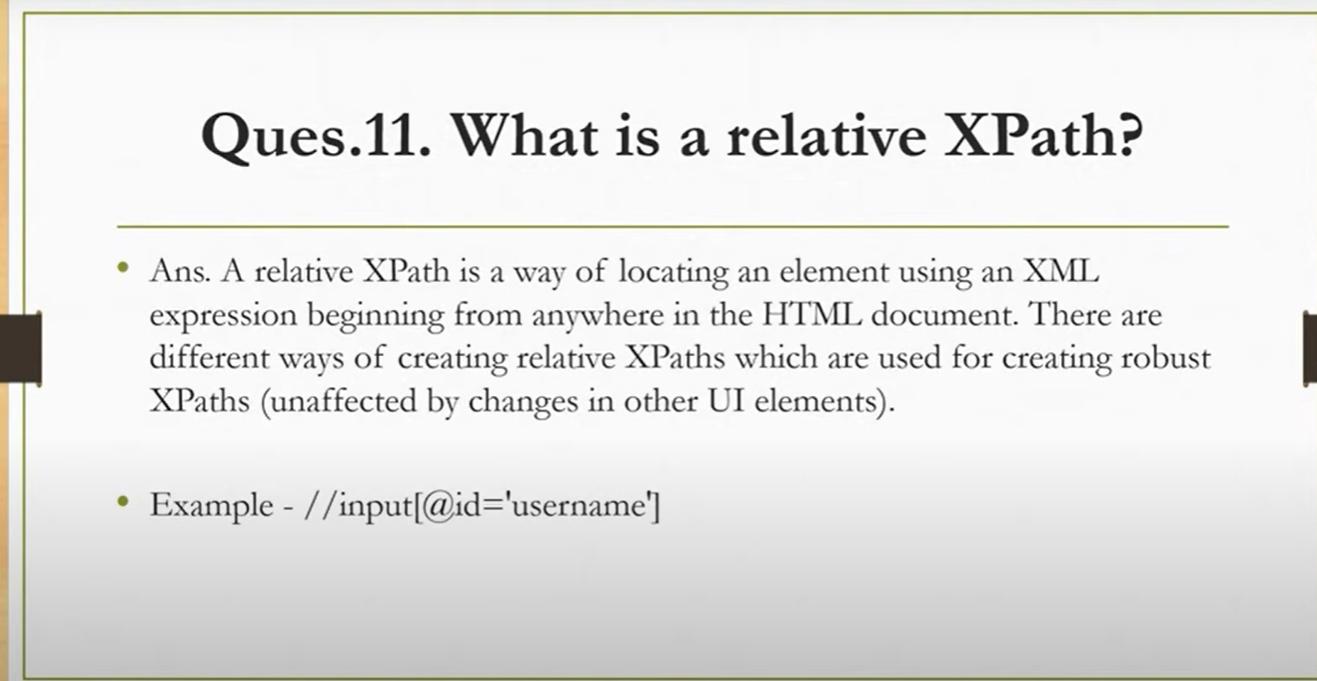 Ques.11. What is a relative XPath?
• Ans. A relative XPath is a way of locating an element using an XML
expression beginning from anywhere in the HTML document. There are
different ways of creating relative XPaths which are used for creating robust
XPaths (unaffected by changes in other UI elements).
• Example - //input[@id='username']